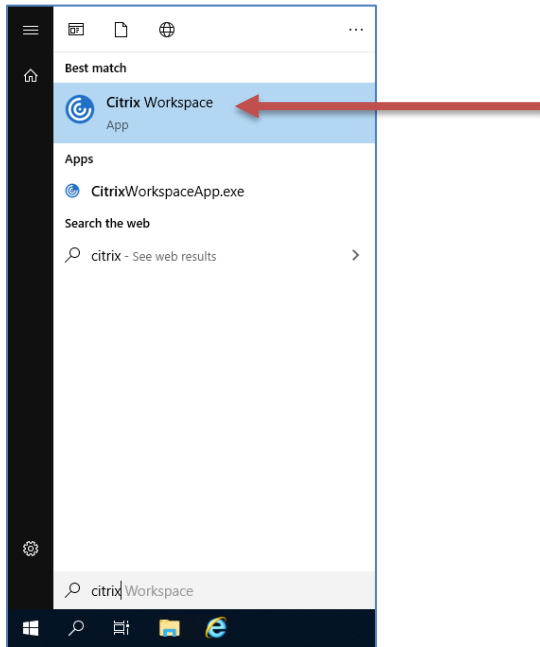 Best match
Citrix Workspace
App
Apps
CitrixWorkspaceApp.exe
Search the web
citrix - See web results
citrix Workspace